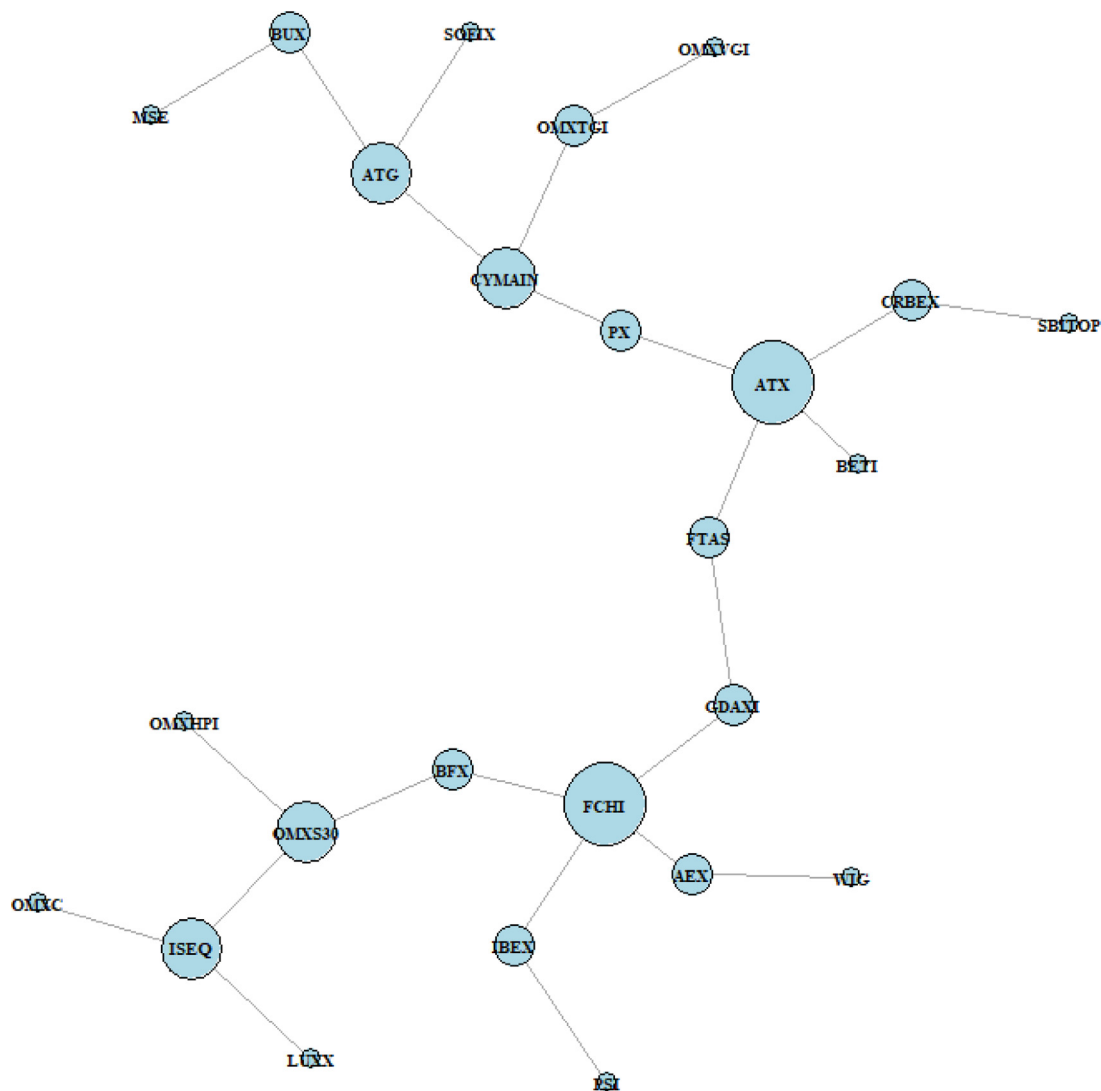 BUX
SOFIX
OMXVGI
MSE
OMXTGI
ATG
CYMAIN
CRBEX
PX
SBITOP
ATX
BETI
FTAS
GDAXI
OMXHPI
BFX
FCHI
OMXS30
AEX
WIG
OMXC
ISEQ
IBEX
LUXX
PSI